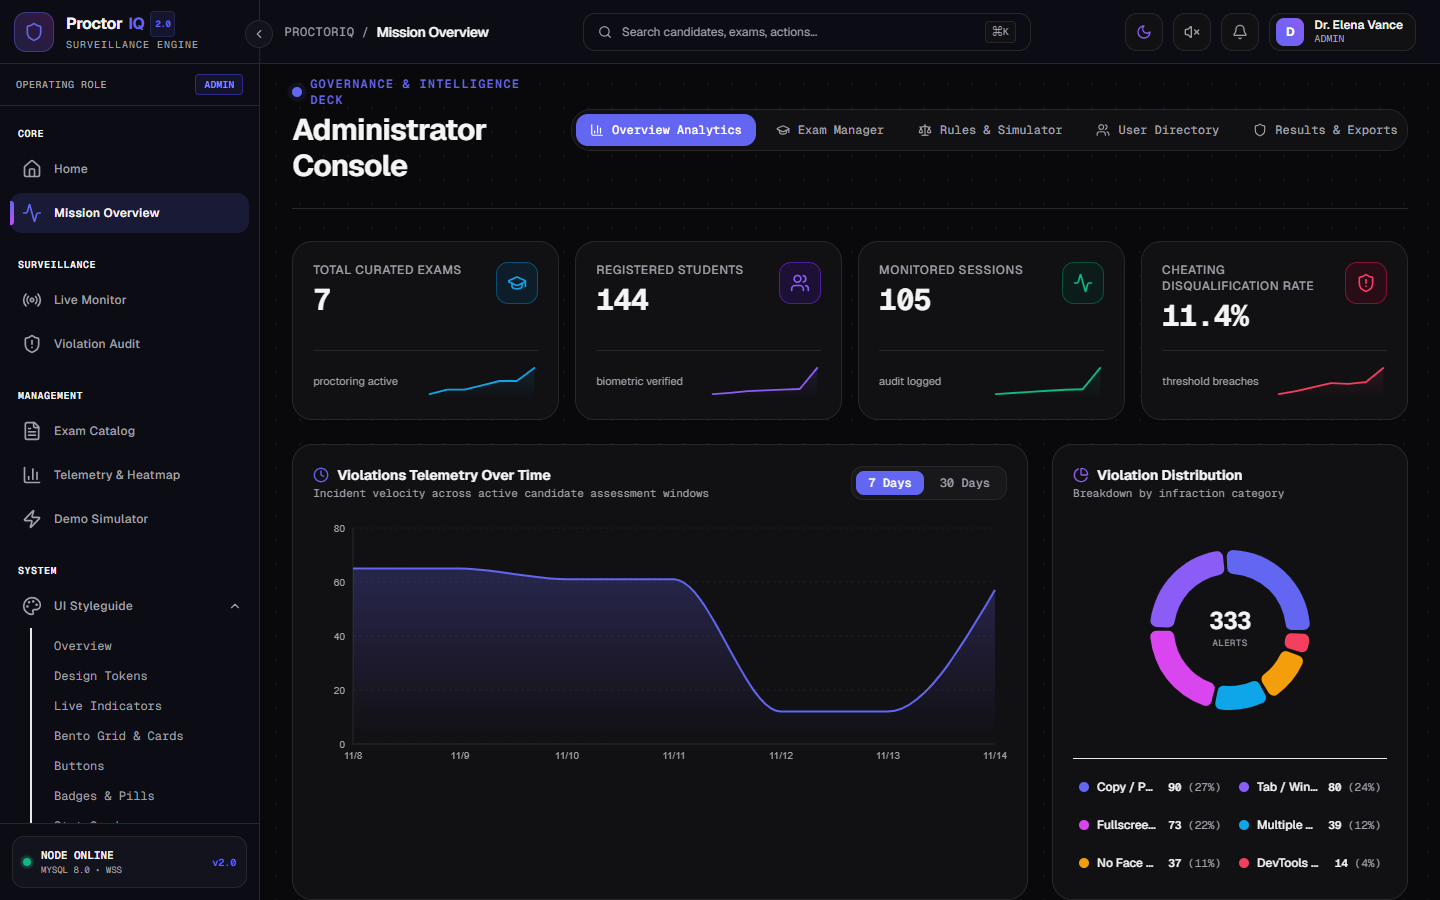 Proctor IQ 2.0
SURVEILLANCE ENGINE
OPERATING ROLE ADMIN
CORE
Home
Mission Overview
SURVEILLANCE
Live Monitor
Violation Audit
MANAGEMENT
Exam Catalog
Telemetry & Heatmap
Demo Simulator
SYSTEM
UI Styleguide
Overview
Design Tokens
Live Indicators
Bento Grid & Cards
Buttons
Badges & Pills
NODE ONLINE
MYSQL 8.0 • WSS
v2.0
PROCTORIQ / Mission Overview
Search candidates, exams, actions...
⌘K
D
Dr. Elena Vance
ADMIN
GOVERNANCE & INTELLIGENCE
DECK
Administrator
Console
Overview Analytics
Exam Manager
Rules & Simulator
User Directory
Results & Exports
TOTAL CURATED EXAMS
7
proctoring active
REGISTERED STUDENTS
144
biometric verified
MONITORED SESSIONS
105
audit logged
CHEATING
DISQUALIFICATION RATE
11.4%
threshold breaches
Violations Telemetry Over Time
Incident velocity across active candidate assessment windows
7 Days
30 Days
80
60
40
20
0
11/8
11/9
11/10
11/11
11/12
11/13
11/14
Violation Distribution
Breakdown by infraction category
333
ALERTS
Copy / P... 90 (27%)
Tab / Win... 80 (24%)
Fullscree... 73 (22%)
Multiple ... 39 (12%)
No Face ... 37 (11%)
DevTools ... 14 (4%)